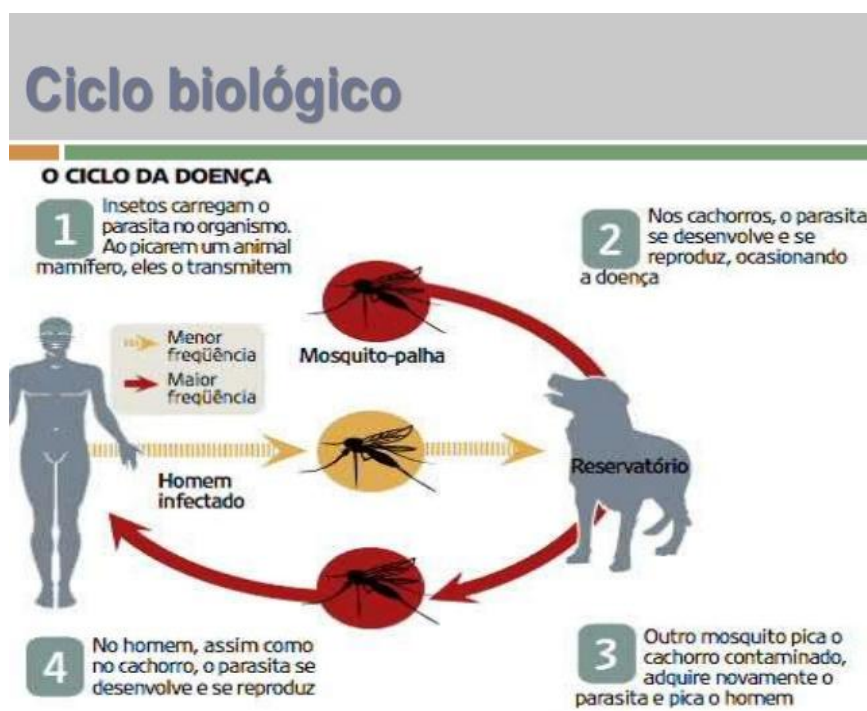 Ciclo biológico
O CICLO DA DOENÇA
1
Insetos carregam o
parasita no organismo.
Ao picarem um animal
mamífero, eles o transmitem
2
Nos cachorros, o parasita
se desenvolve e se
reproduz, ocasionando
a doença
Menor
freqüência
Maior
freqüência
Mosquito-palha
Homem
infectado
Reservatório
4
No homem, assim como
no cachorro, o parasita se
desenvolve e se reproduz
3
Outro mosquito pica o
cachorro contaminado,
adquire novamente o
parasita e pica o homem